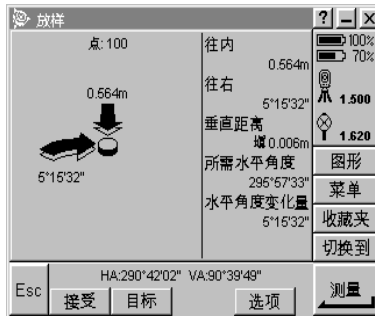 放样
? _ X
点: 100
0.564m
5°15'32"
往内
0.564m
往右
5°15'32"
垂直距离
填 0.006m
所需水平角度
295°57'33"
水平角度变化量
5°15'32"
100%
70%
1.500
1.620
图形
菜单
收藏夹
切换到
Esc
HA:290°42'02" VA:90°39'49"
接受
目标
选项
测量